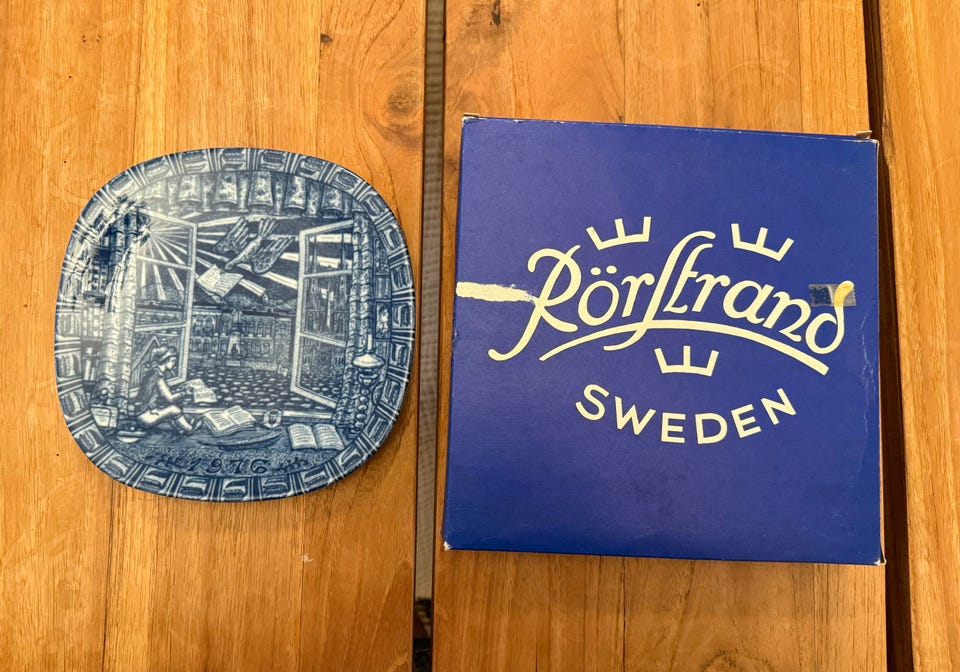 1976
Rörstrand
SWEDEN